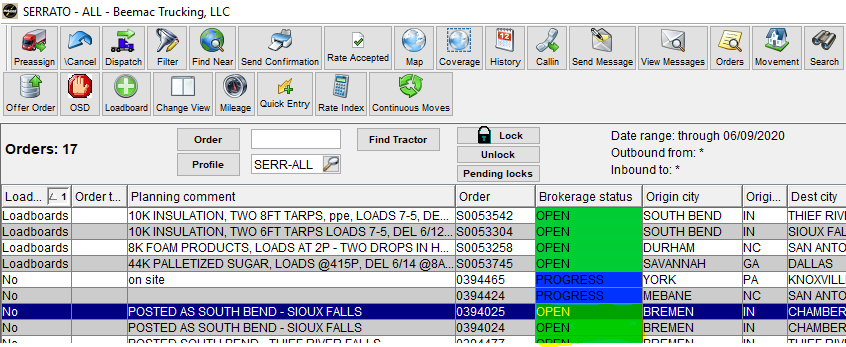 SERRATO - ALL - Beemac Trucking, LLC
Preassign \Cancel Dispatch Filter Find Near Send Confirmation Rate Accepted Map Coverage History Callin Send Message View Messages Orders Movement Search
Offer Order OSD Loadboard Change View Mileage Quick Entry Rate Index Continuous Moves
Orders: 17
Order Find Tractor
Profile SERR-ALL
Lock
Unlock
Pending locks
Date range: through 06/09/2020
Outbound from: *
Inbound to: *
Load... 1 Order t... Planning comment Order Brokerage status Origin city Origi... Dest city
Loadboards 10K INSULATION, TWO 8FT TARPS, ppe, LOADS 7-5, DE... S0053542 OPEN SOUTH BEND IN THIEF RIV
Loadboards 10K INSULATION, TWO 6FT TARPS LOADS 7-5, DEL 6/12... S0053304 OPEN SOUTH BEND IN SIOUX FAL
Loadboards 8K FOAM PRODUCTS, LOADS AT 2P - TWO DROPS IN H... S0053258 OPEN DURHAM NC SAN ANTO
Loadboards 44K PALLETIZED SUGAR, LOADS @415P, DEL 6/14 @8A... S0053745 OPEN SAVANNAH GA DALLAS
No on site 0394465 PROGRESS YORK PA KNOXVILL
No 0394424 PROGRESS MEBANE NC SAN ANTO
No POSTED AS SOUTH BEND - SIOUX FALLS 0394025 OPEN BREMEN IN CHAMBER
No POSTED AS SOUTH BEND - SIOUX FALLS 0394024 OPEN BREMEN IN CHAMBER
No POSTED SOUTH BEND - THIEF RIVER FALLS 0394477 OPEN BREMEN IN CHAMBER